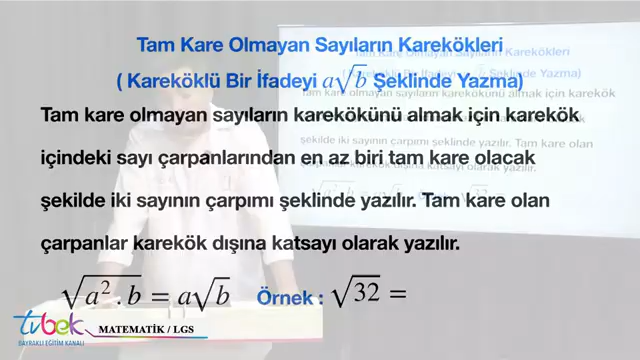 Tam Kare Olmayan Sayıların Karekökleri
( Kareköklü Bir İfadeyi a√b Şeklinde Yazma)
Tam kare olmayan sayıların karekökünü almak için karekök
içindeki sayı çarpanlarından en az biri tam kare olacak
şekilde iki sayının çarpımı şeklinde yazılır. Tam kare olan
çarpanlar karekök dışına katsayı olarak yazılır.
√(a² . b) = a√b Örnek : √32 =
tvbek
BAYRAKLI EĞİTİM KANALI
MATEMATİK / LGS